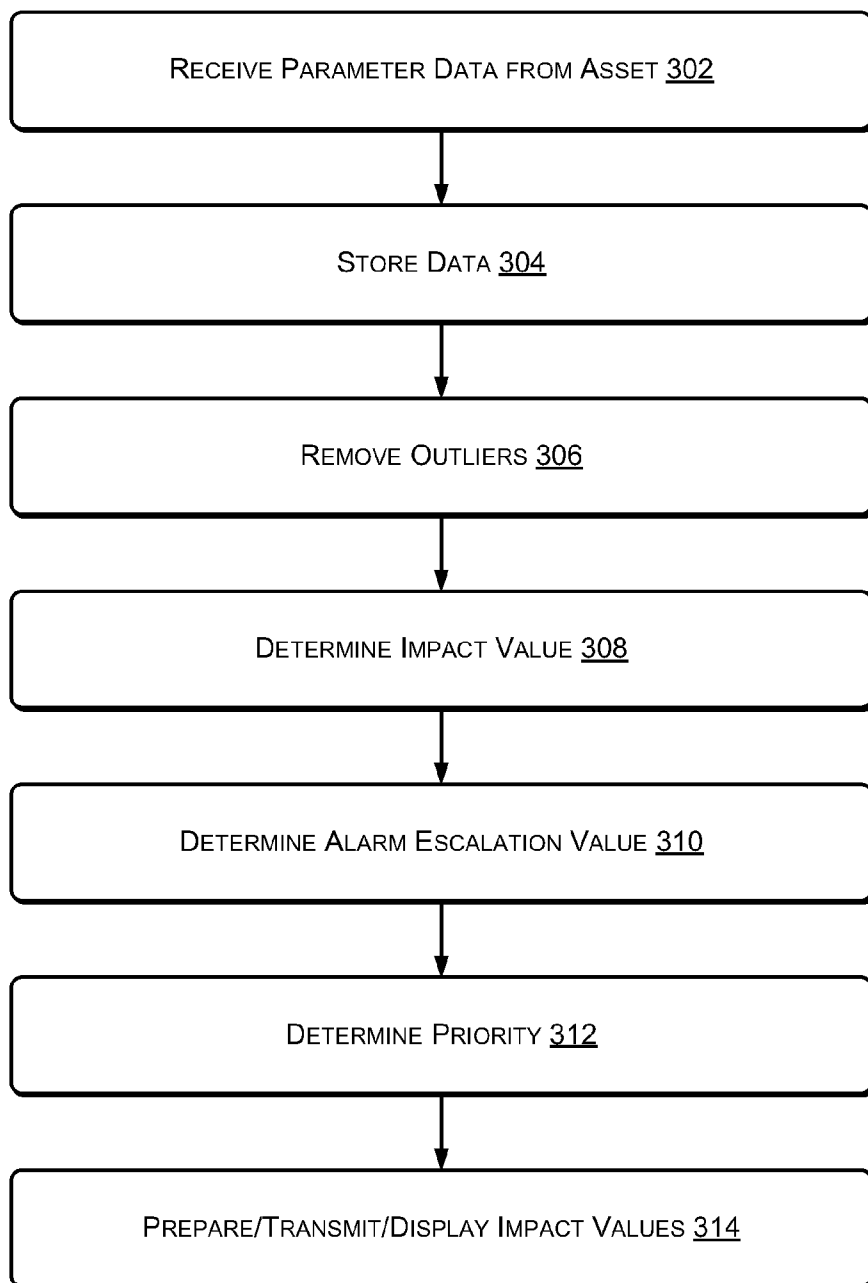 RECEIVE PARAMETER DATA FROM ASSET 302
STORE DATA 304
REMOVE OUTLIERS 306
DETERMINE IMPACT VALUE 308
DETERMINE ALARM ESCALATION VALUE 310
DETERMINE PRIORITY 312
PREPARE/TRANSMIT/DISPLAY IMPACT VALUES 314